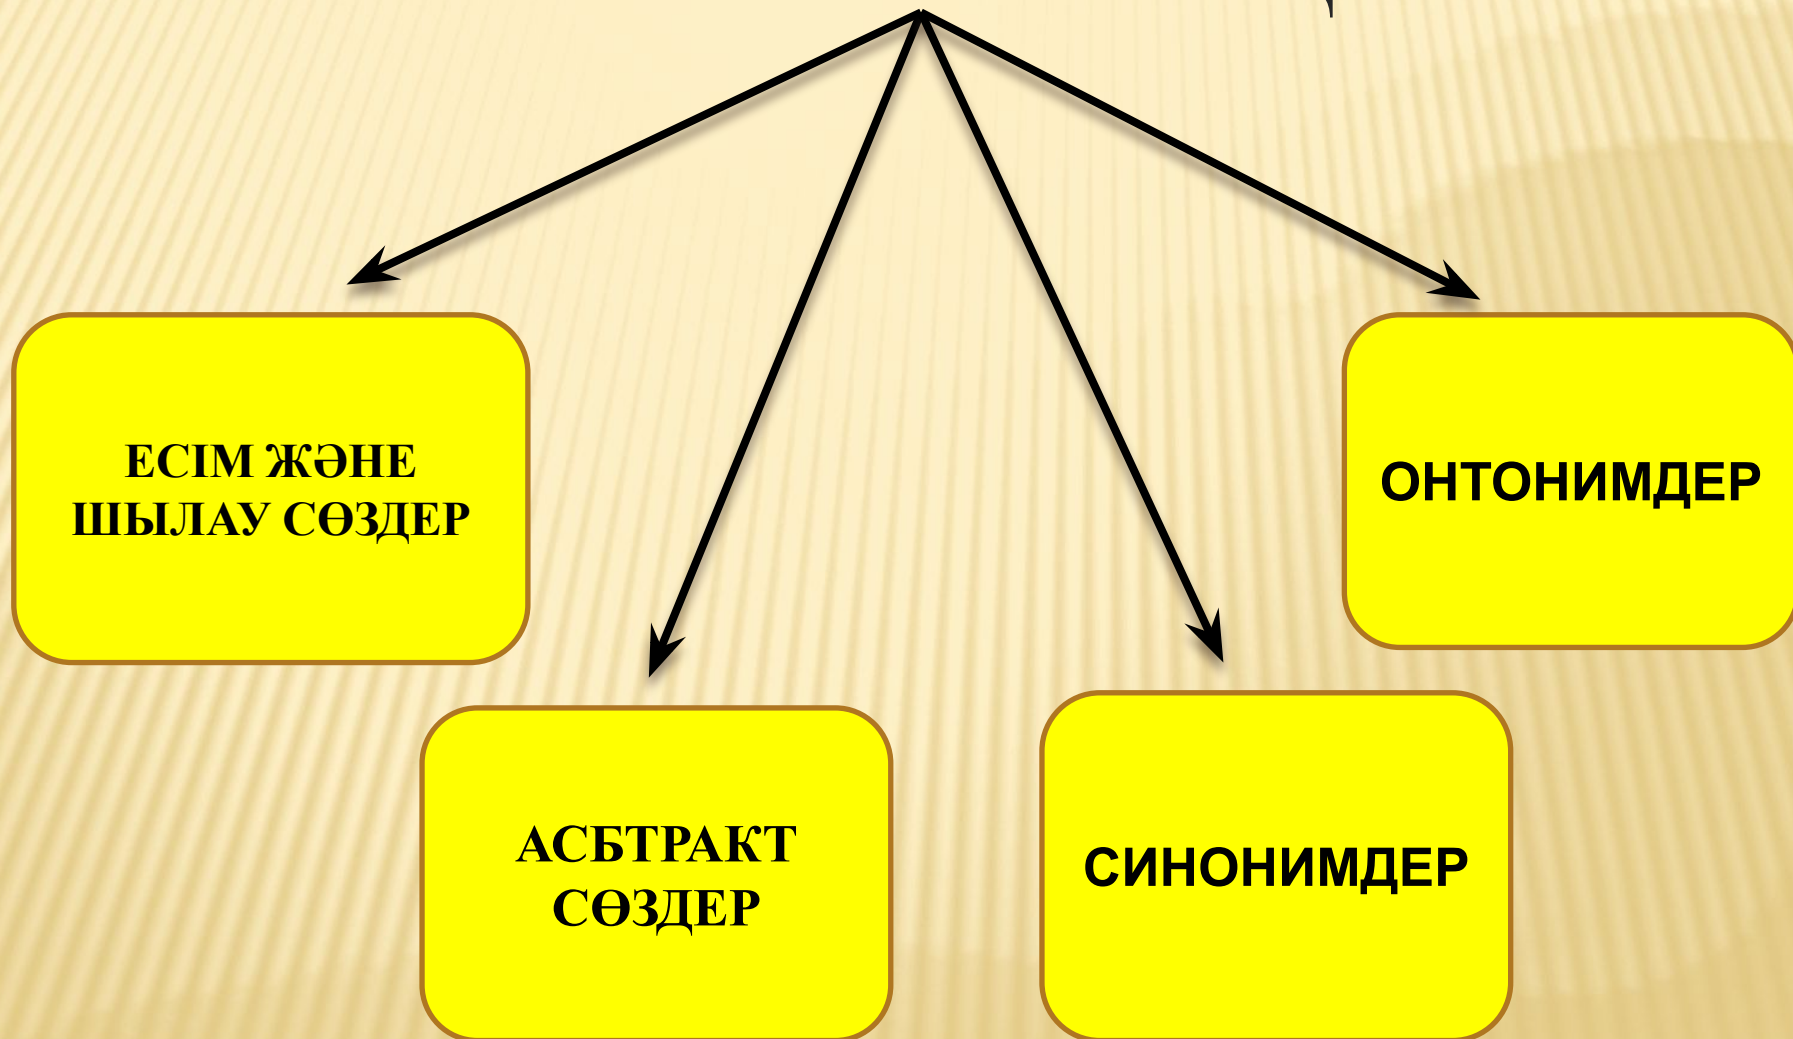 ЕСІМ ЖӘНЕ
ШЫЛАУ СӨЗДЕР
ОНТОНИМДЕР
АСБТРАКТ
СӨЗДЕР
СИНОНИМДЕР